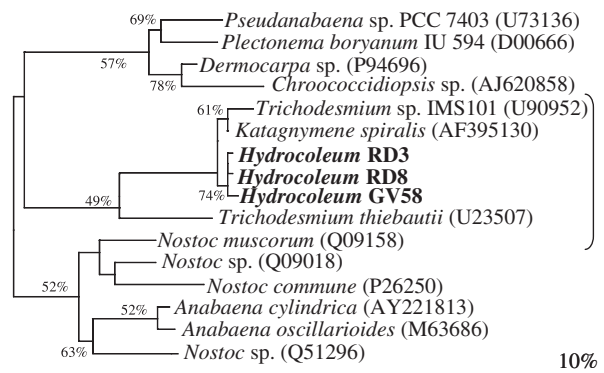 69%
Pseudanabaena sp. PCC 7403 (U73136)
Plectonema boryanum IU 594 (D00666)
57%
Dermocarpa sp. (P94696)
78%
Chroococcidiopsis sp. (AJ620858)
61%
Trichodesmium sp. IMS101 (U90952)
Katagnymene spiralis (AF395130)
Hydrocoleum RD3
Hydrocoleum RD8
74%
Hydrocoleum GV58
49%
Trichodesmium thiebautii (U23507)
Nostoc muscorum (Q09158)
Nostoc sp. (Q09018)
52%
Nostoc commune (P26250)
52%
Anabaena cylindrica (AY221813)
Anabaena oscillarioides (M63686)
63%
Nostoc sp. (Q51296)
10%